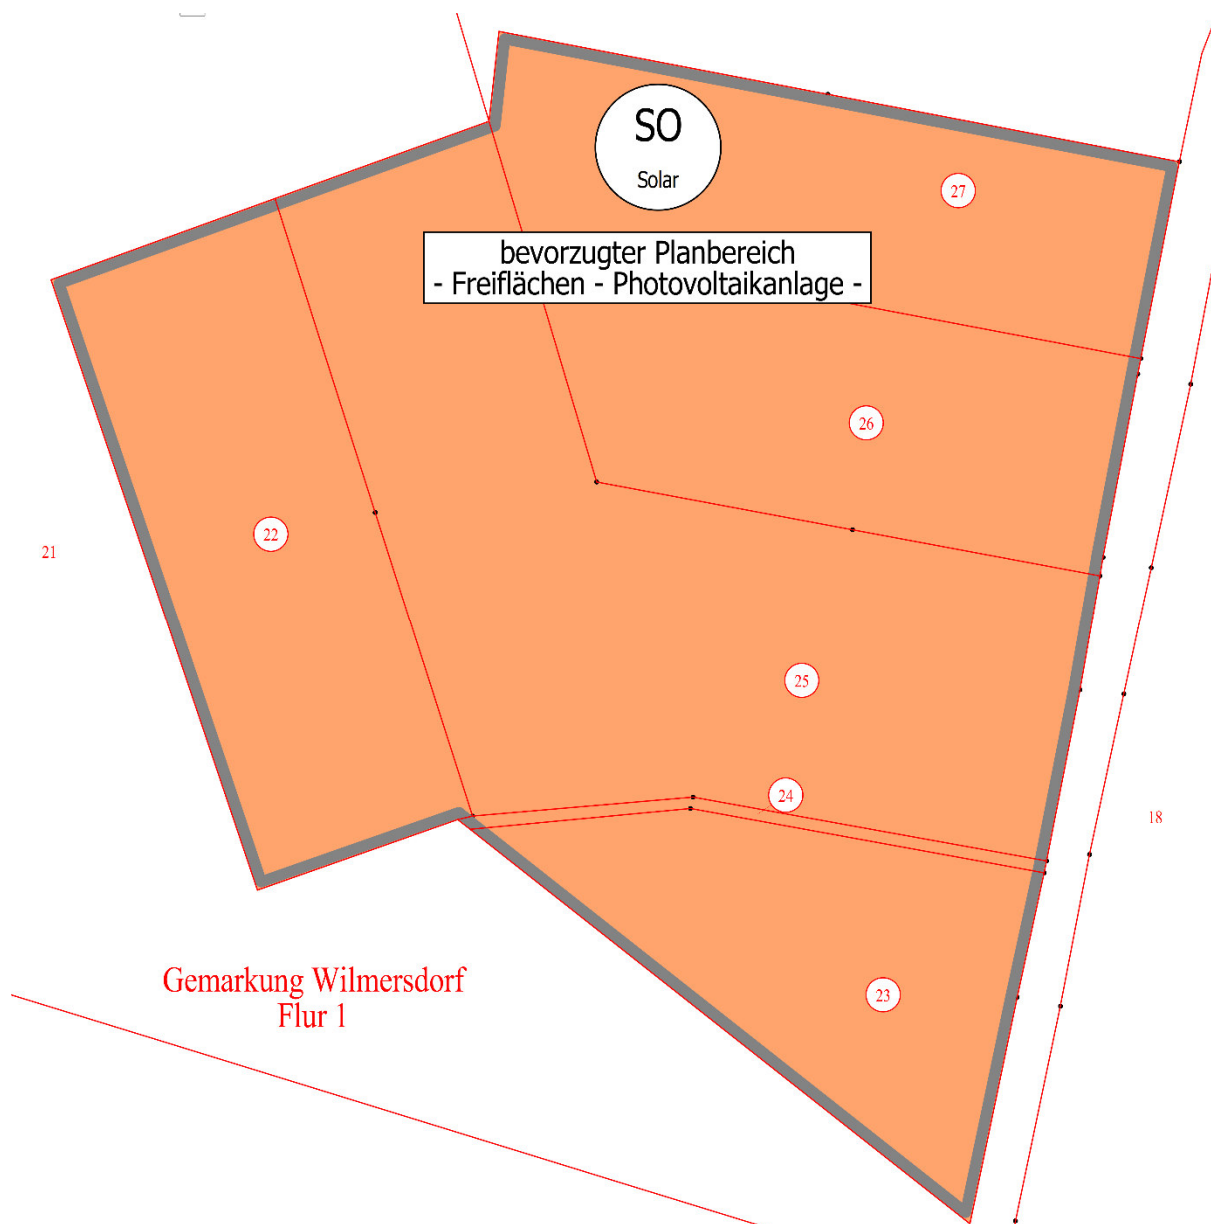 SO
Solar
27
bevorzugter Planbereich
- Freiflächen - Photovoltaikanlage -
26
22
21
25
24
18
Gemarkung Wilmersdorf
Flur 1
23